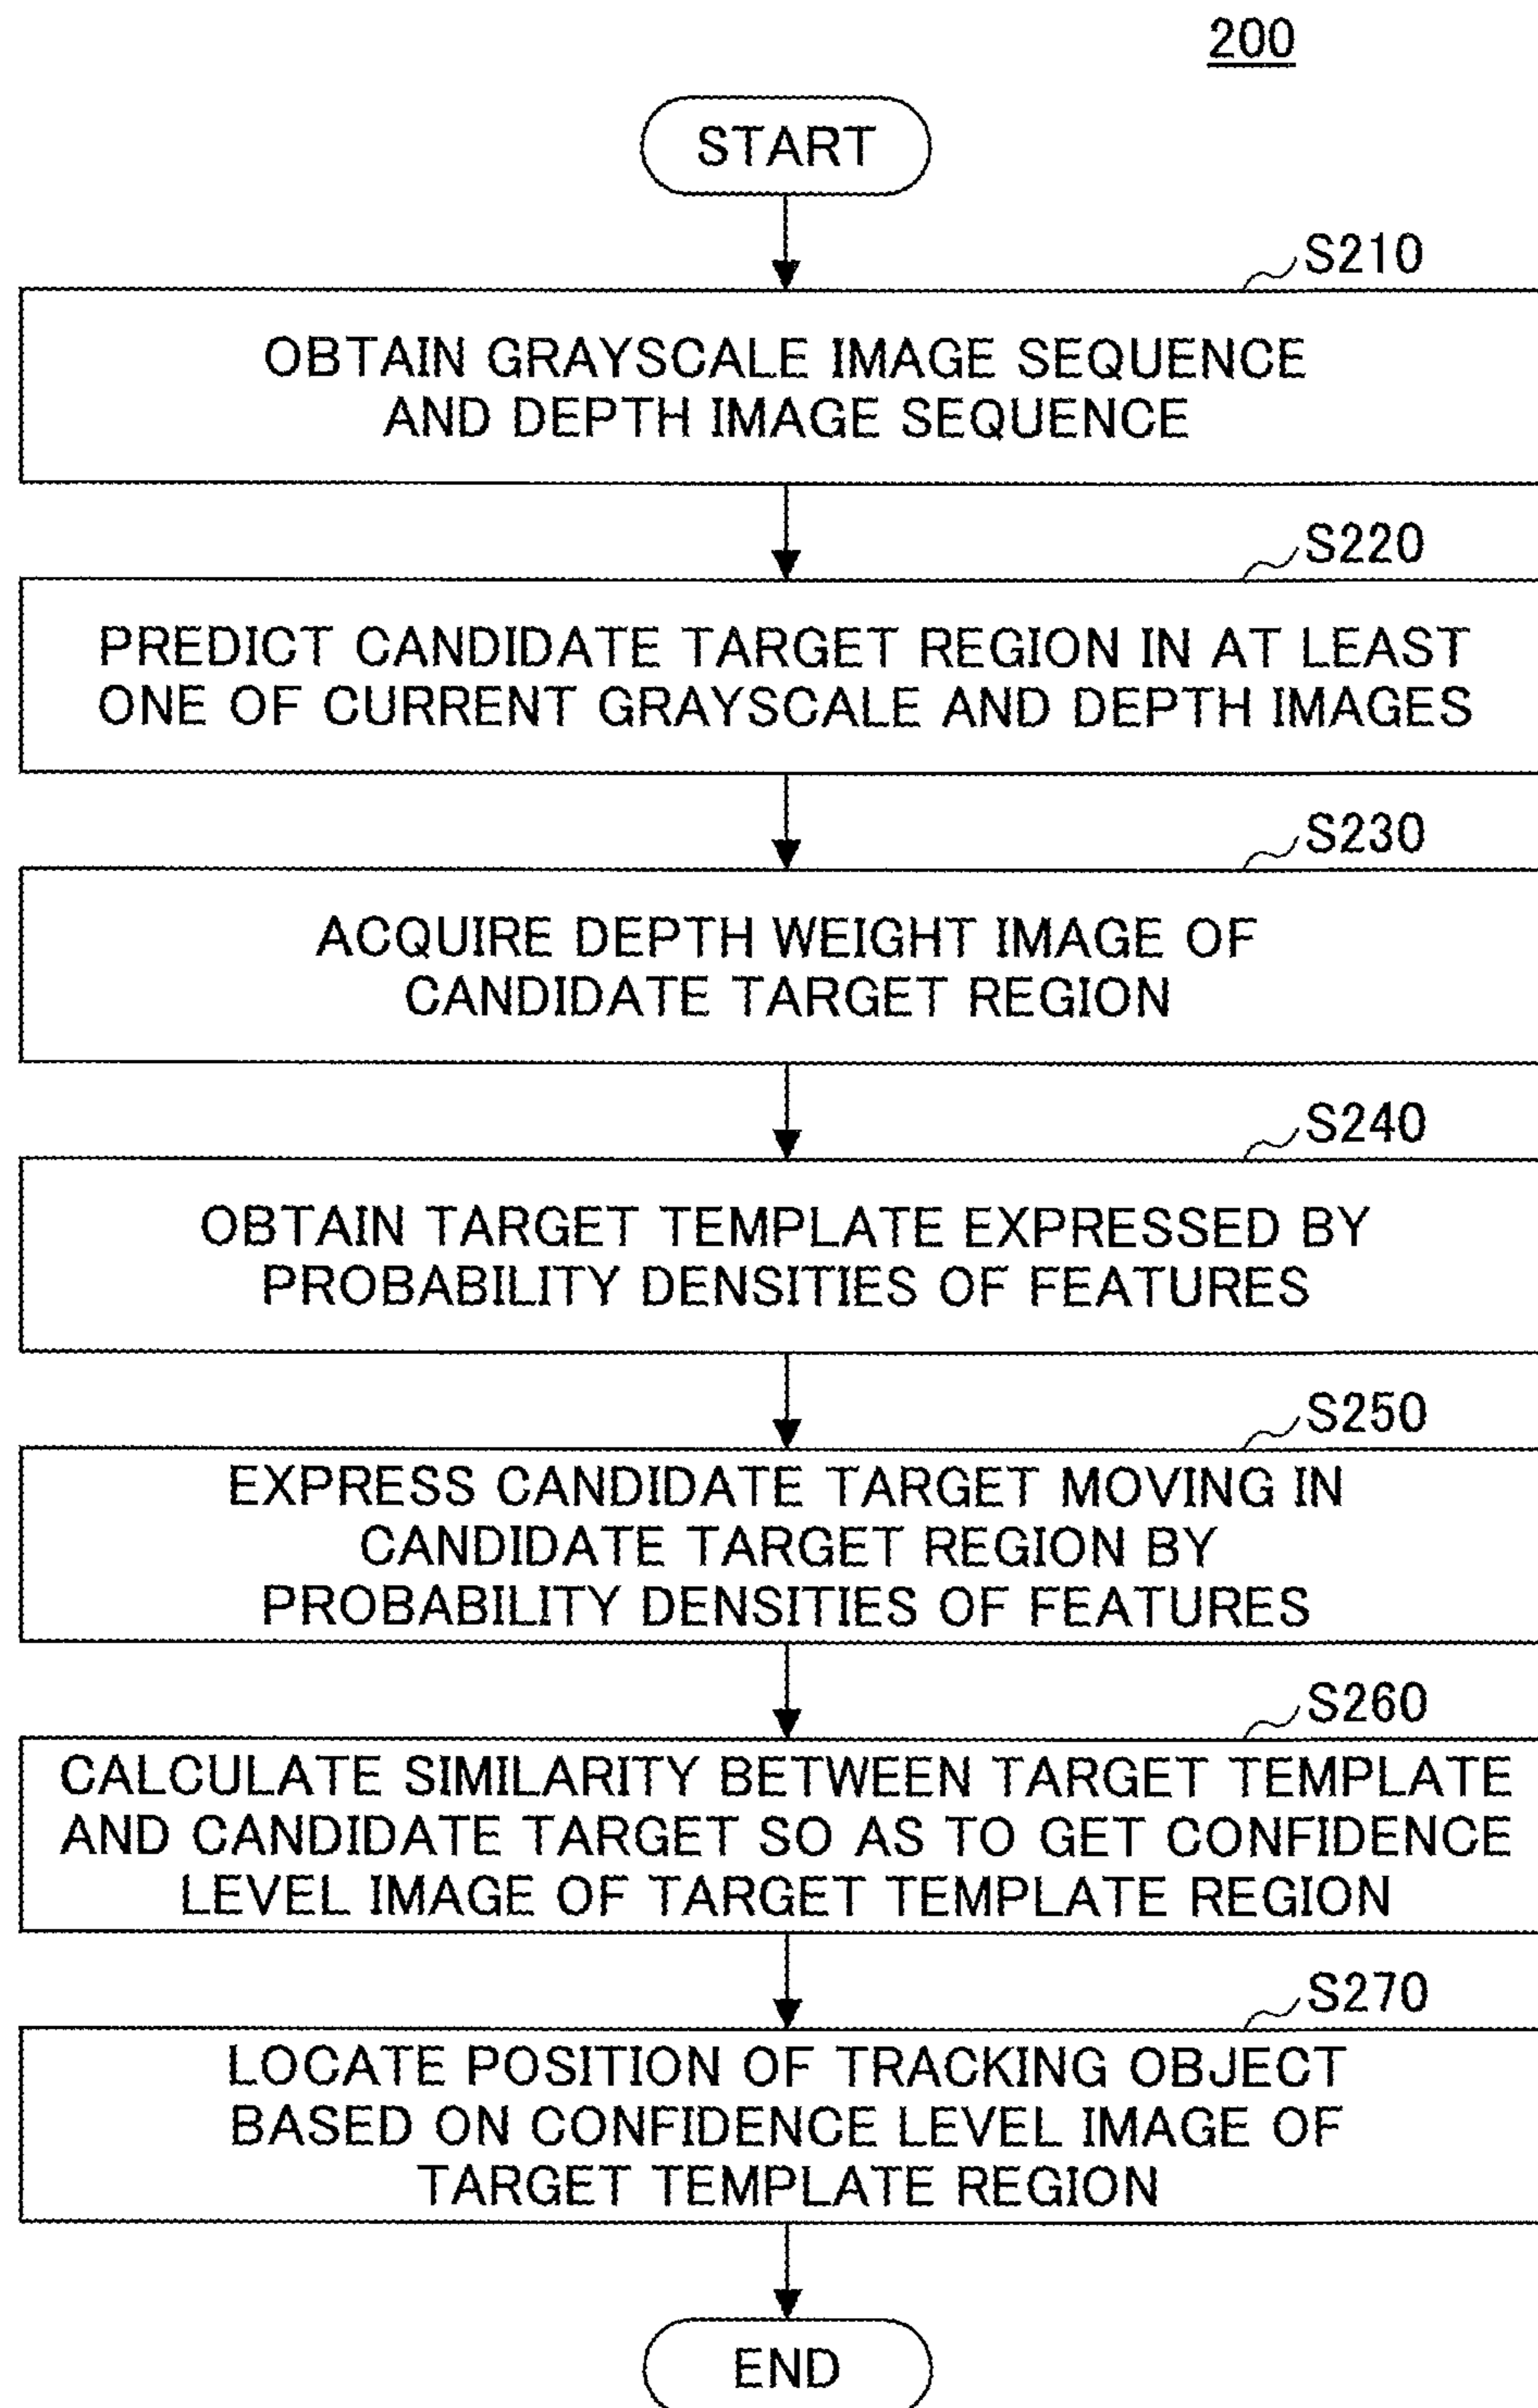 200
START
S210
OBTAIN GRAYSCALE IMAGE SEQUENCE
AND DEPTH IMAGE SEQUENCE
S220
PREDICT CANDIDATE TARGET REGION IN AT LEAST
ONE OF CURRENT GRAYSCALE AND DEPTH IMAGES
S230
ACQUIRE DEPTH WEIGHT IMAGE OF
CANDIDATE TARGET REGION
S240
OBTAIN TARGET TEMPLATE EXPRESSED BY
PROBABILITY DENSITIES OF FEATURES
S250
EXPRESS CANDIDATE TARGET MOVING IN
CANDIDATE TARGET REGION BY
PROBABILITY DENSITIES OF FEATURES
S260
CALCULATE SIMILARITY BETWEEN TARGET TEMPLATE
AND CANDIDATE TARGET SO AS TO GET CONFIDENCE
LEVEL IMAGE OF TARGET TEMPLATE REGION
S270
LOCATE POSITION OF TRACKING OBJECT
BASED ON CONFIDENCE LEVEL IMAGE OF
TARGET TEMPLATE REGION
END